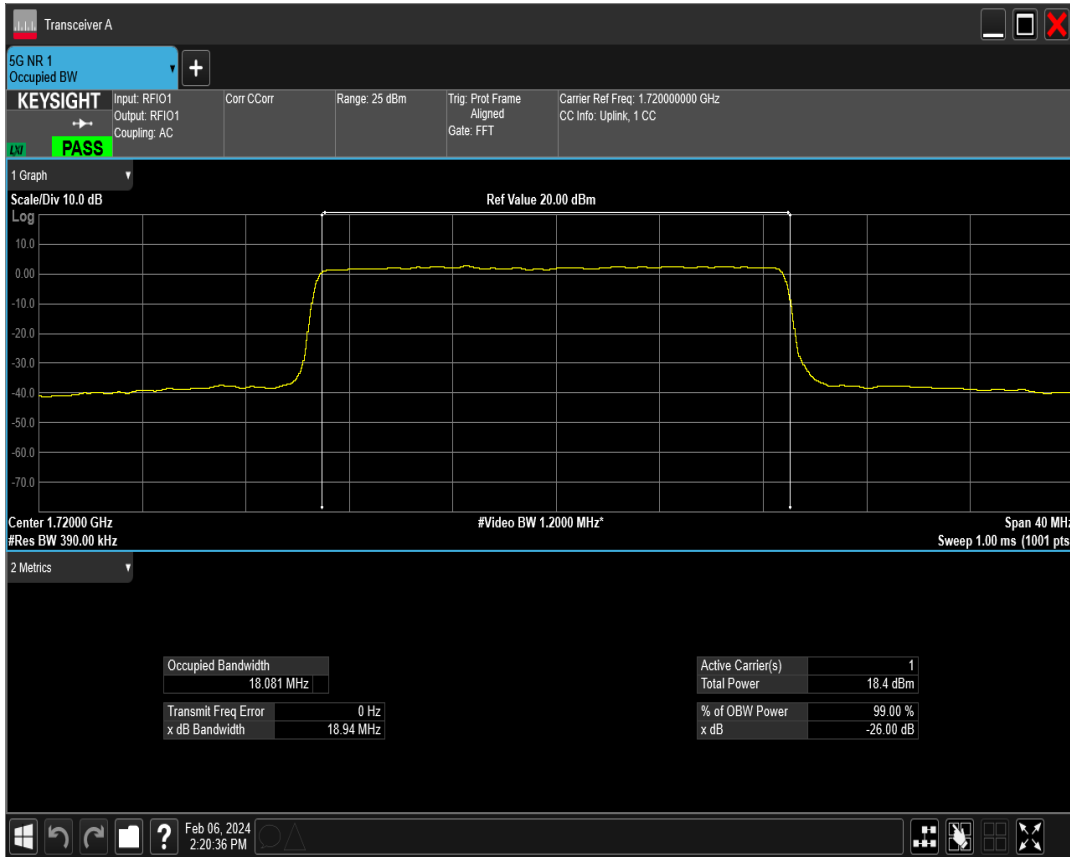 Transceiver A
5G NR 1
Occupied BW
+
KEYSIGHT
LXI
PASS
Input: RFIO1
Output: RFIO1
Coupling: AC
Corr CCorr
Range: 25 dBm
Trig: Prot Frame
Aligned
Gate: FFT
Carrier Ref Freq: 1.720000000 GHz
CC Info: Uplink, 1 CC
1 Graph
Scale/Div 10.0 dB
Ref Value 20.00 dBm
Log
10.0
0.00
-10.0
-20.0
-30.0
-40.0
-50.0
-60.0
-70.0
Center 1.72000 GHz
#Video BW 1.2000 MHz*
Span 40 MHz
#Res BW 390.00 kHz
Sweep 1.00 ms (1001 pts
2 Metrics
Occupied Bandwidth
18.081 MHz
Transmit Freq Error 0 Hz
x dB Bandwidth 18.94 MHz
Active Carrier(s) 1
Total Power 18.4 dBm
% of OBW Power 99.00 %
x dB -26.00 dB
?
Feb 06, 2024
2:20:36 PM